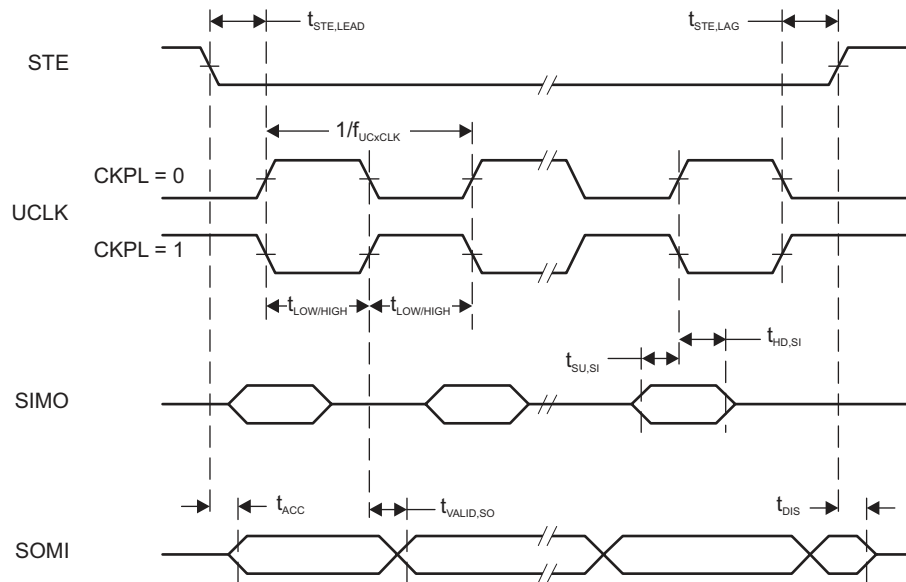 t_STE,LEAD
t_STE,LAG
STE
1/f_UCxCLK
CKPL = 0
UCLK
CKPL = 1
t_LOW/HIGH t_LOW/HIGH
t_HD,SI
t_SU,SI
SIMO
t_ACC
t_VALID,SO
t_DIS
SOMI